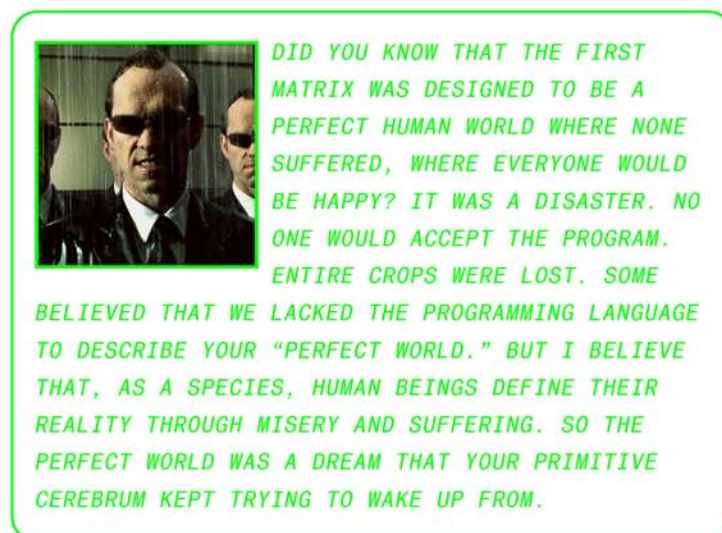 DID YOU KNOW THAT THE FIRST
MATRIX WAS DESIGNED TO BE A
PERFECT HUMAN WORLD WHERE NONE
SUFFERED, WHERE EVERYONE WOULD
BE HAPPY? IT WAS A DISASTER. NO
ONE WOULD ACCEPT THE PROGRAM.
ENTIRE CROPS WERE LOST. SOME
BELIEVED THAT WE LACKED THE PROGRAMMING LANGUAGE
TO DESCRIBE YOUR “PERFECT WORLD.” BUT I BELIEVE
THAT, AS A SPECIES, HUMAN BEINGS DEFINE THEIR
REALITY THROUGH MISERY AND SUFFERING. SO THE
PERFECT WORLD WAS A DREAM THAT YOUR PRIMITIVE
CEREBRUM KEPT TRYING TO WAKE UP FROM.